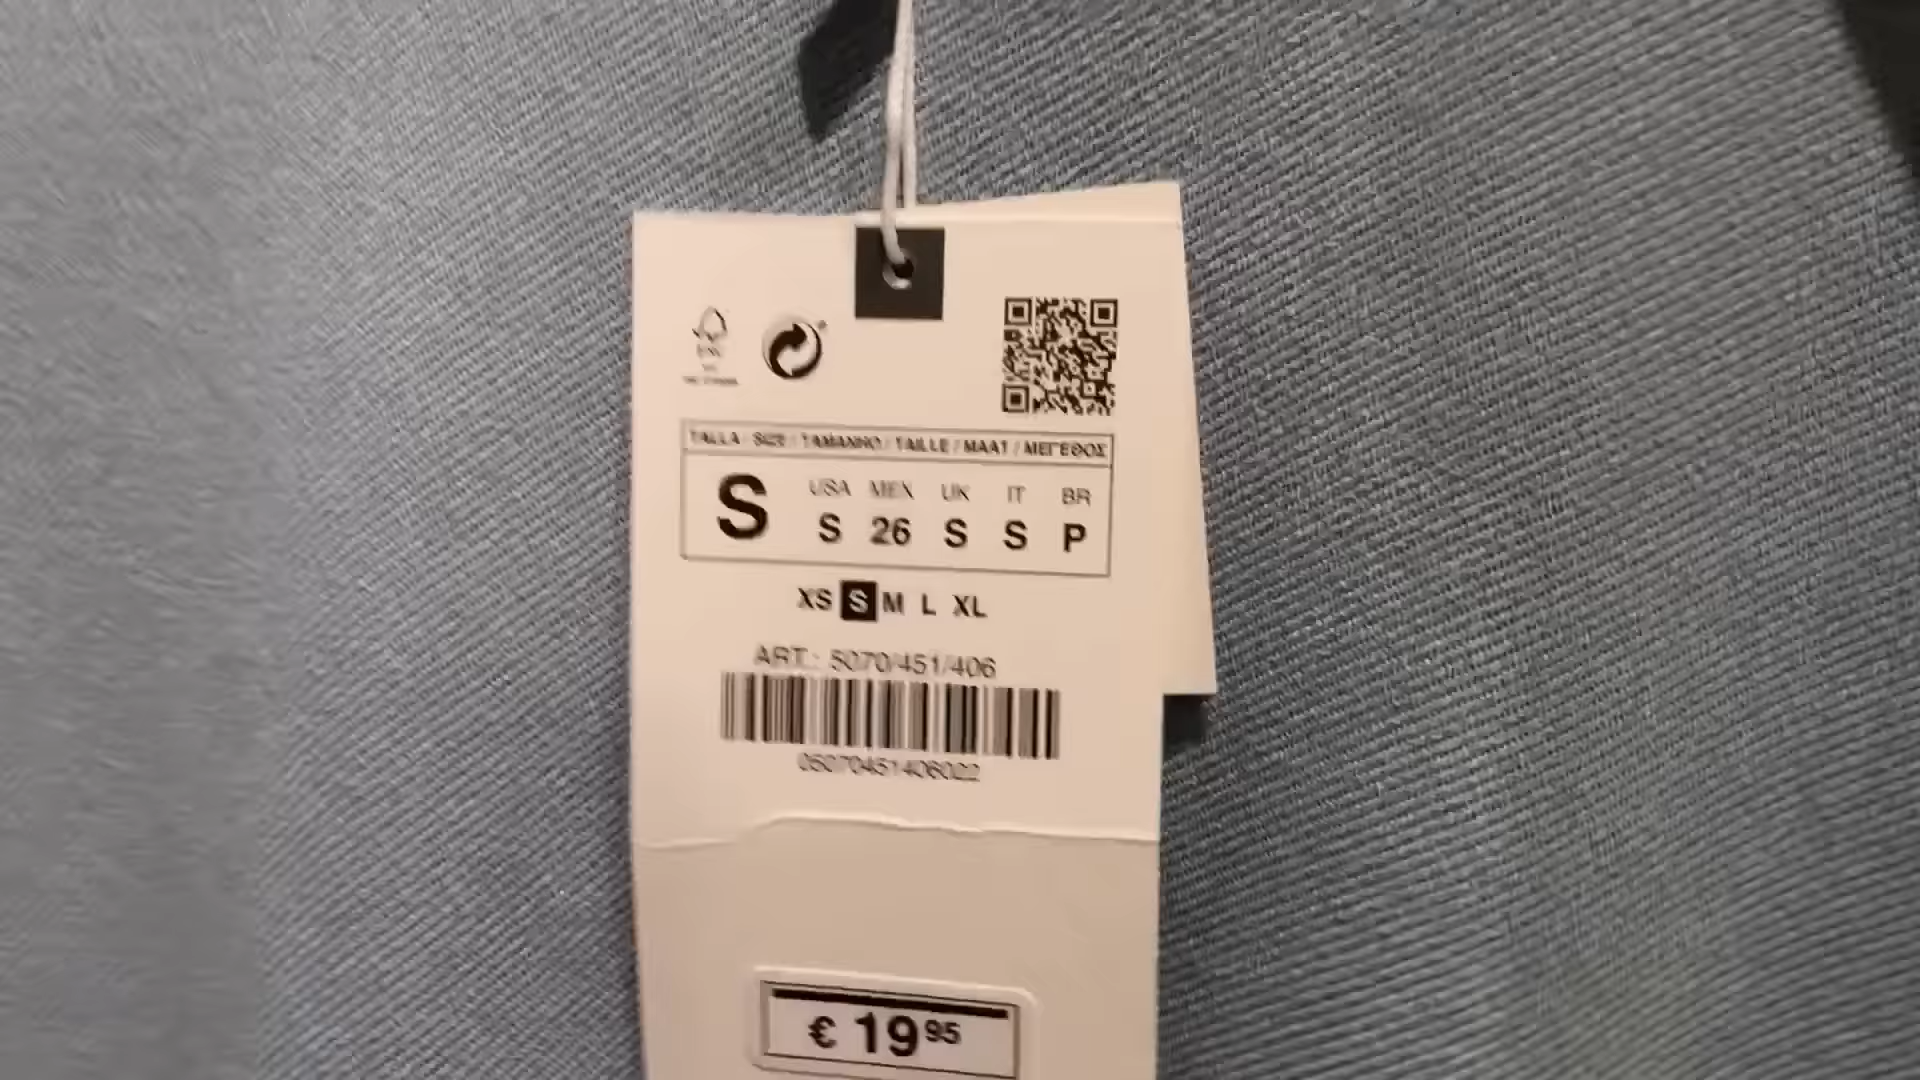 TALLA / SIZE / TAMANHO / TAILLE / MAAT / ΜΕΓΕΘΟΣ
S
USA MEX UK IT BR
S 26 S S P
XS S M L XL
ART.: 5070/451/406
05070451406022
€ 19 95